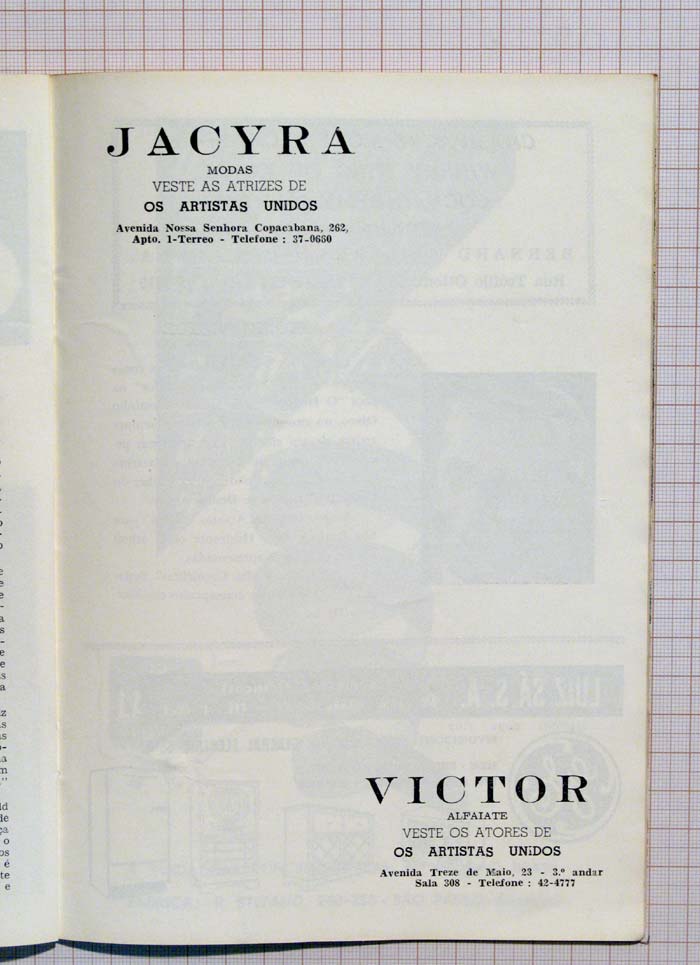 JACYRA
MODAS
VESTE AS ATRIZES DE
OS ARTISTAS UNIDOS
Avenida Nossa Senhora Copacabana, 262,
Apto. 1-Terreo - Telefone : 37-0660
VICTOR
ALFAIATE
VESTE OS ATORES DE
OS ARTISTAS UNIDOS
Avenida Treze de Maio, 23 - 3.º andar
Sala 308 - Telefone : 42-4777